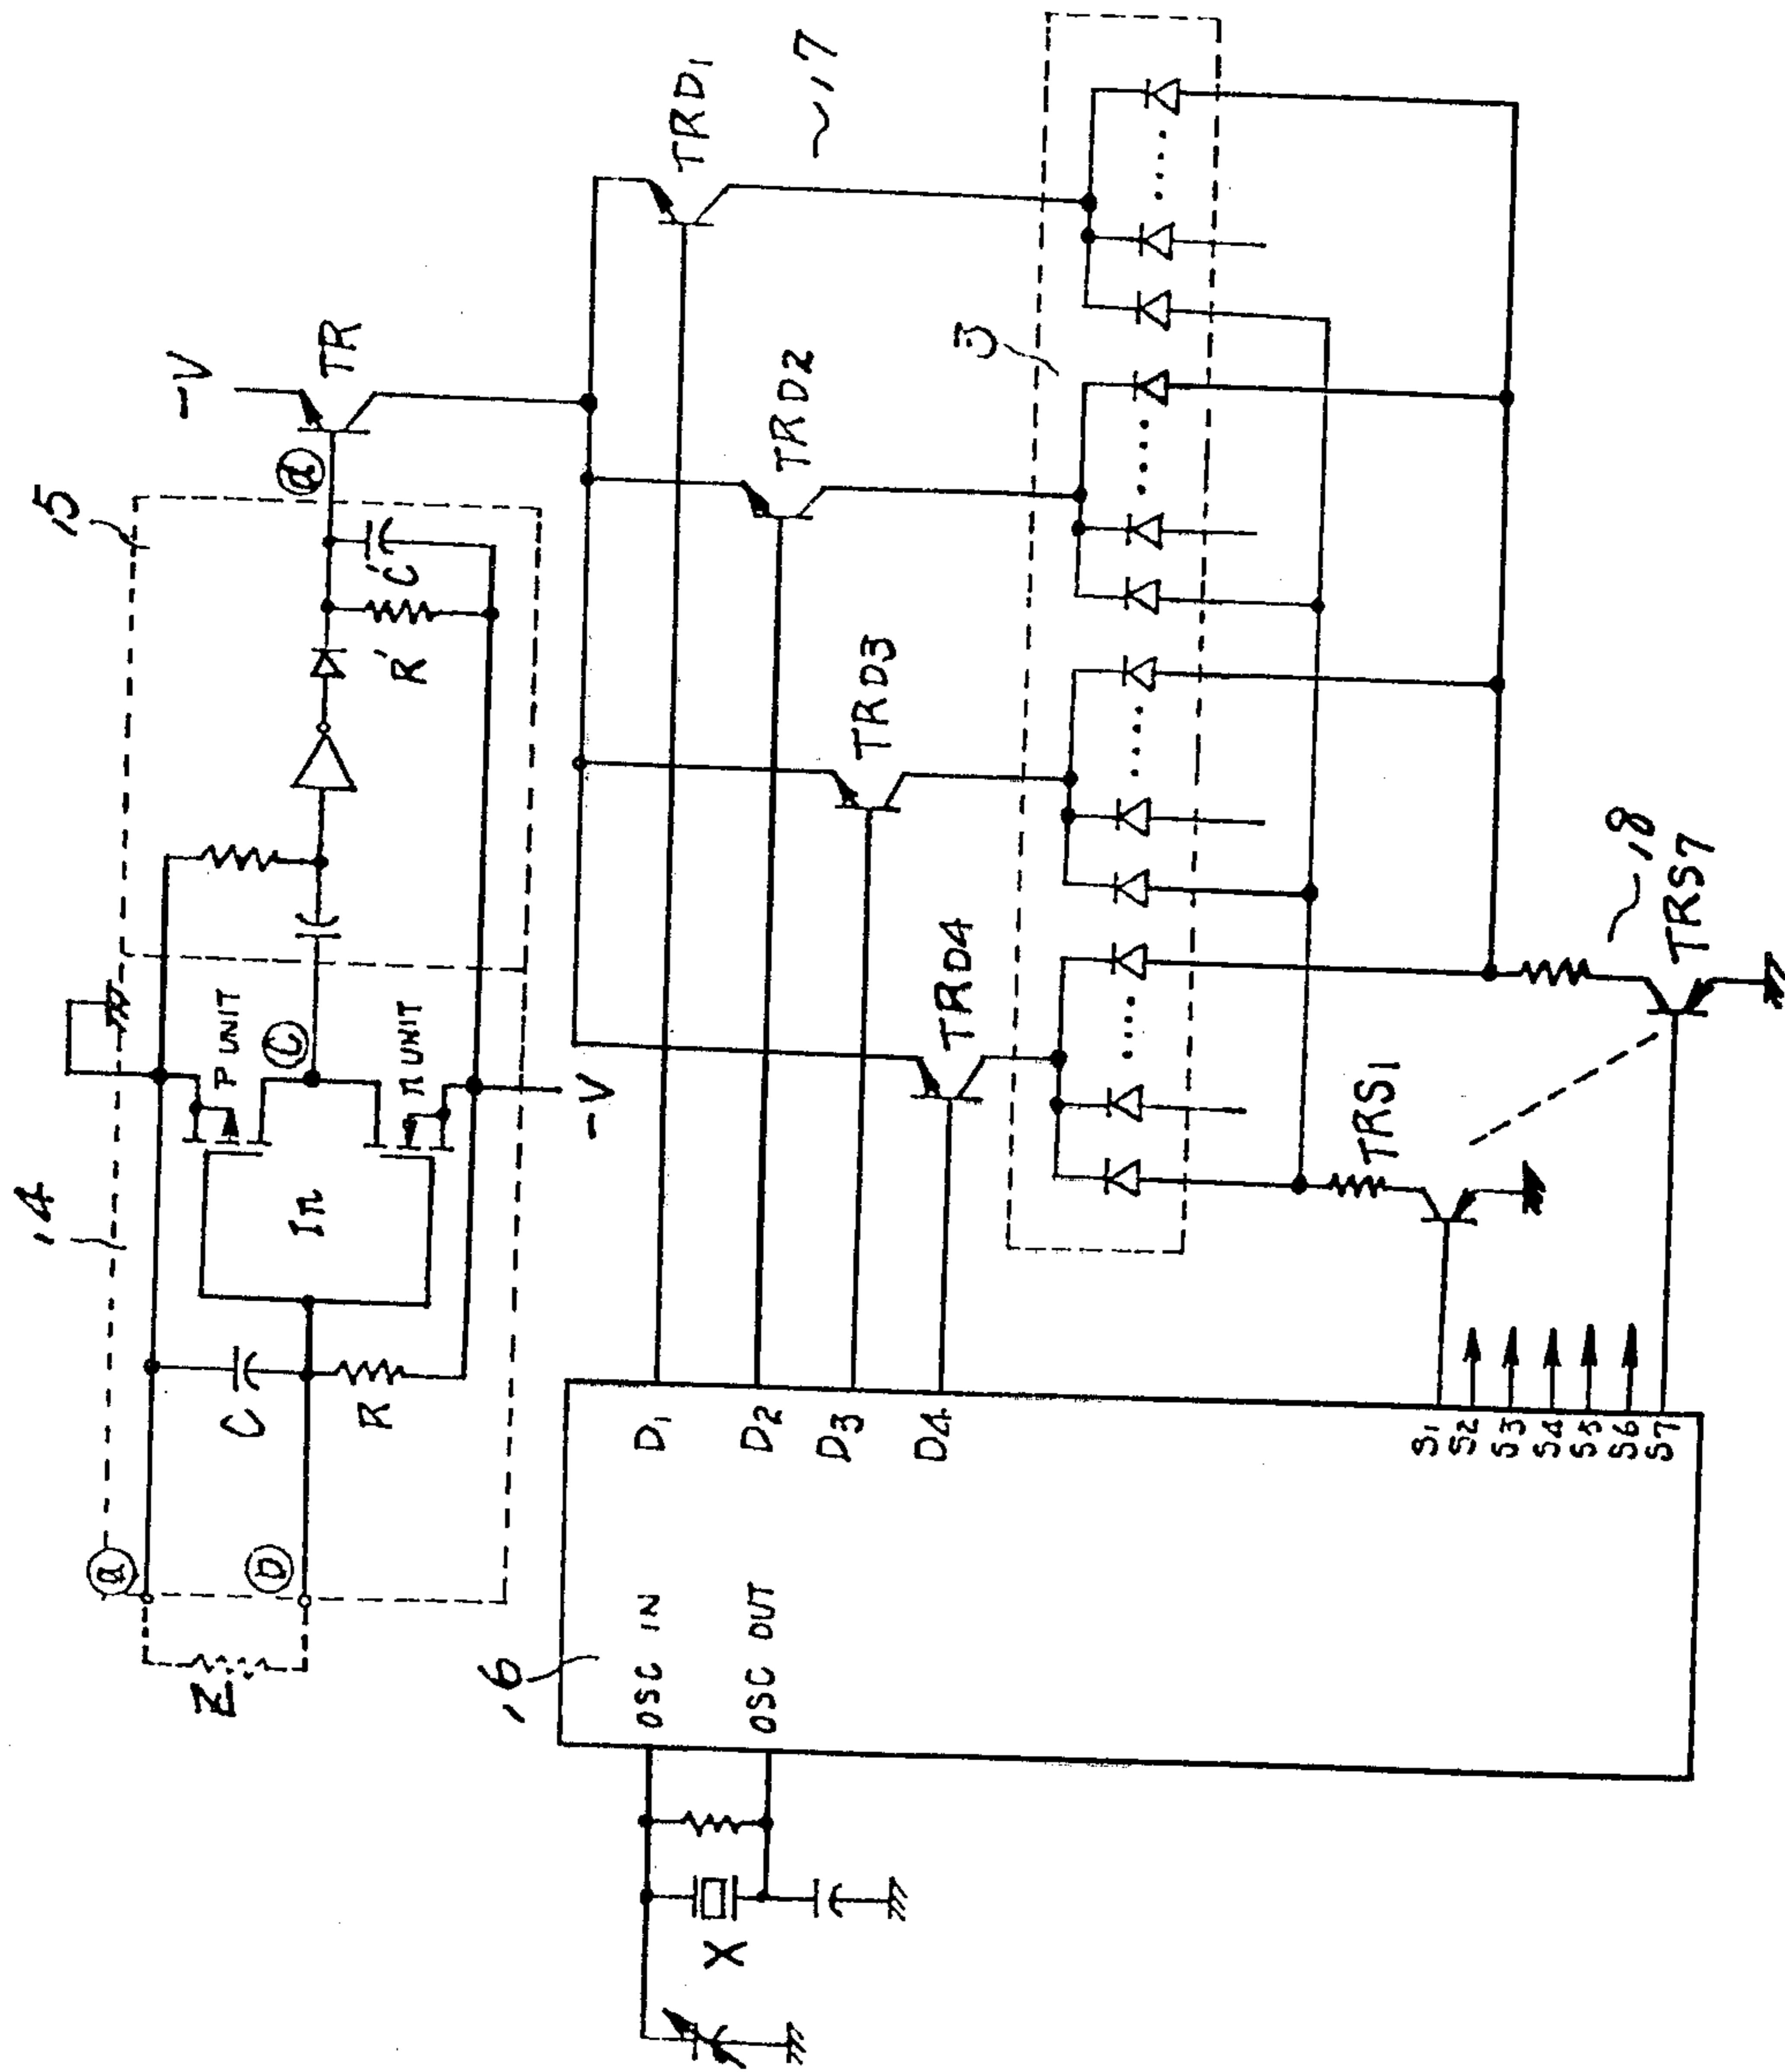 14
15
a
b
Z
C
R
In
P UNIT
n UNIT
C
-V
R'
C'
d
-V
TR
16
OSC IN
OSC OUT
X
D1
D2
D3
D4
S1
S2
S3
S4
S5
S6
S7
TRD1
TRD2
TRD3
TRD4
17
3
TRS1
18
TRS7